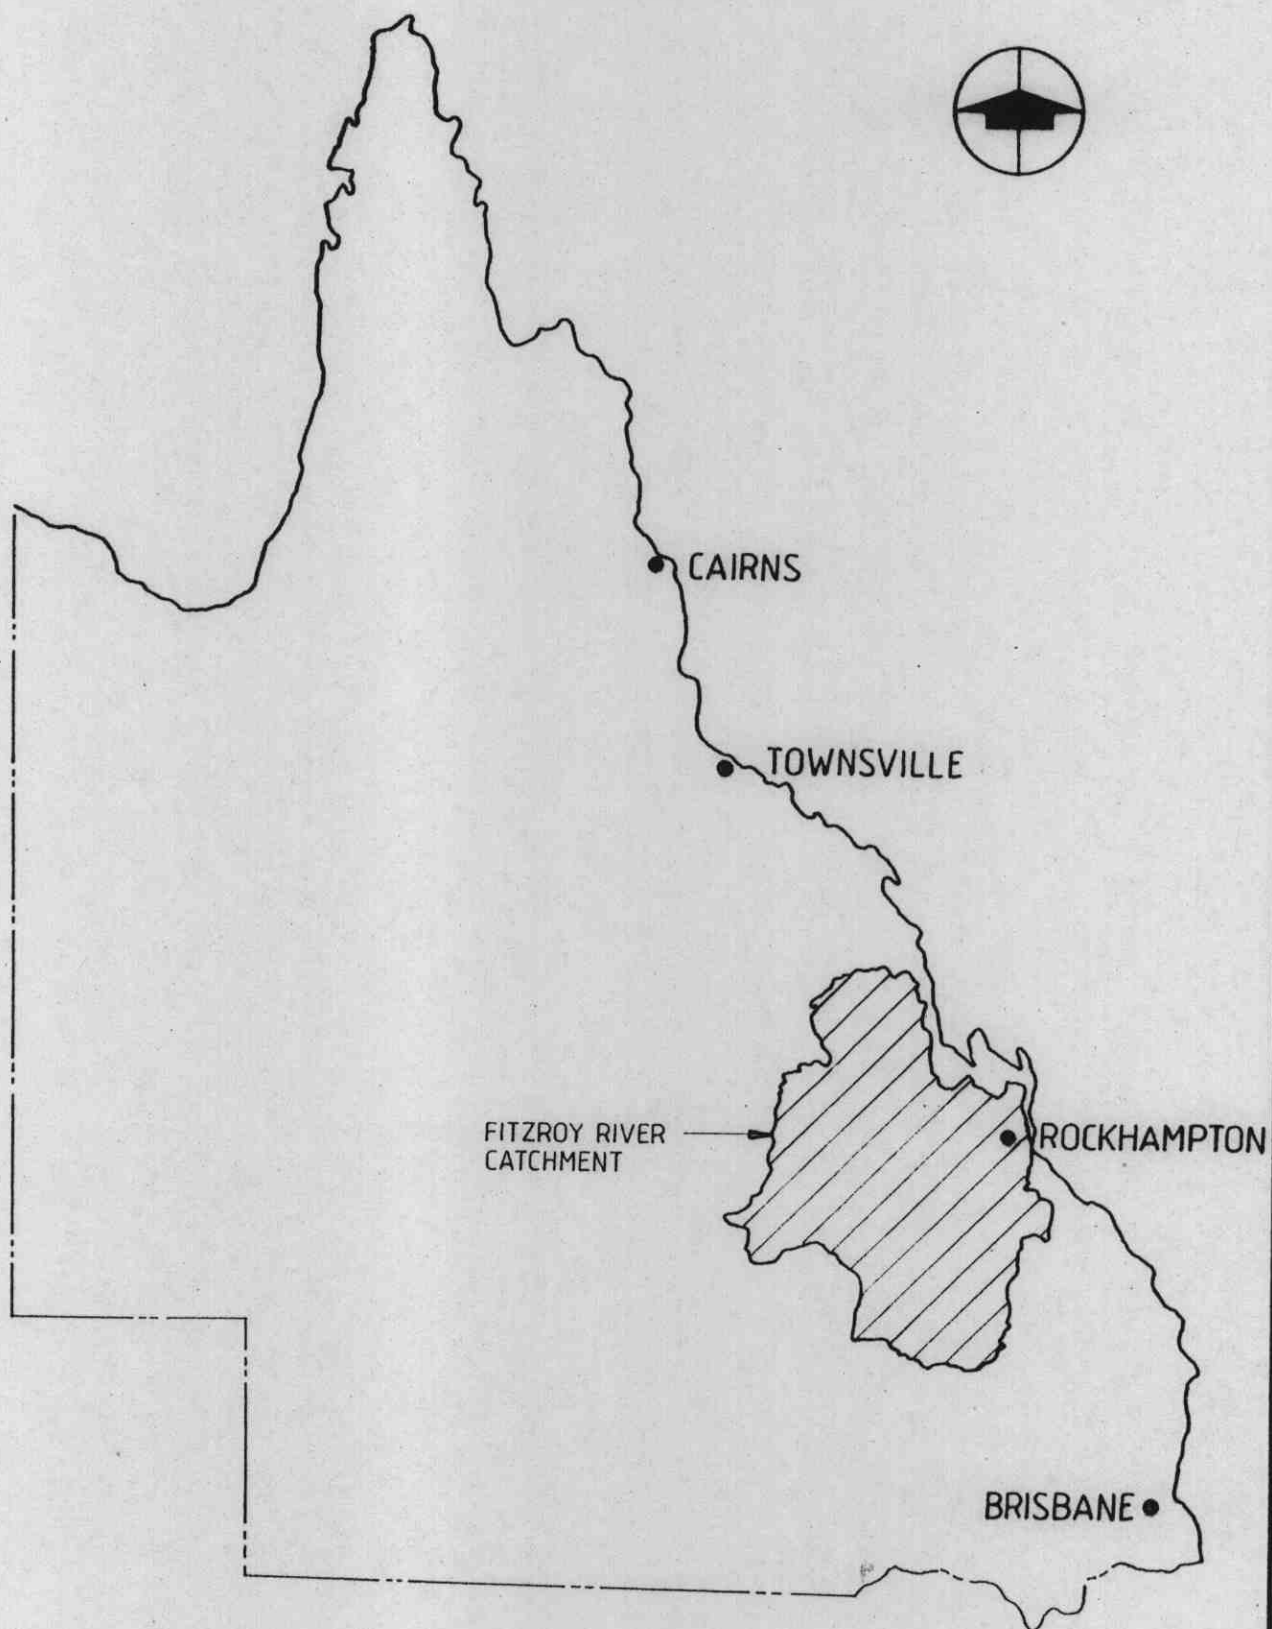 CAIRNS
TOWNSVILLE
FITZROY RIVER
CATCHMENT
ROCKHAMPTON
BRISBANE